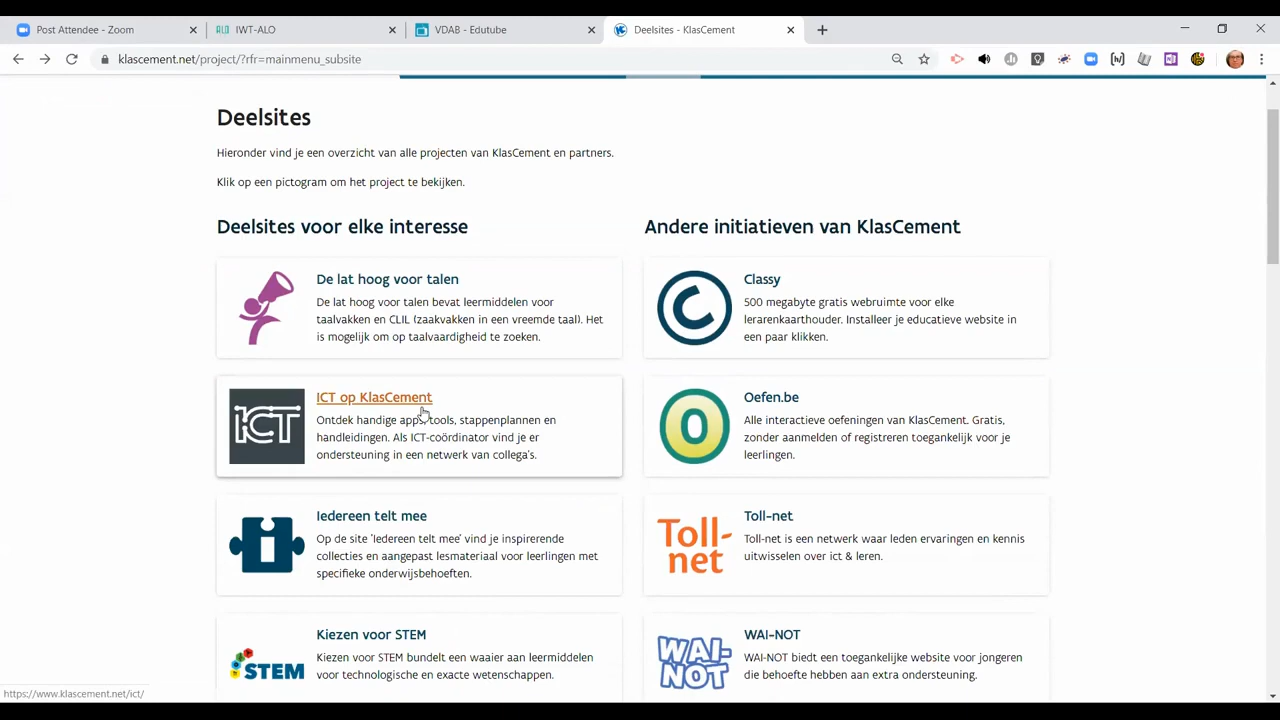 Post Attendee - Zoom
IWT-ALO
VDAB - Edutube
Deelsites - KlasCement
klascement.net/project/?rfr=mainmenu_subsite
Deelsites
Hieronder vind je een overzicht van alle projecten van KlasCement en partners.
Klik op een pictogram om het project te bekijken.
Deelsites voor elke interesse
De lat hoog voor talen
De lat hoog voor talen bevat leermiddelen voor
taalvakken en CLIL (zaakvakken in een vreemde taal). Het
is mogelijk om op taalvaardigheid te zoeken.
ICT
ICT op KlasCement
Ontdek handige apps, tools, stappenplannen en
handleidingen. Als ICT-coördinator vind je er
ondersteuning in een netwerk van collega's.
Iedereen telt mee
Op de site 'Iedereen telt mee' vind je inspirerende
collecties en aangepast lesmateriaal voor leerlingen met
specifieke onderwijsbehoeften.
STEM
Kiezen voor STEM
Kiezen voor STEM bundelt een waaier aan leermiddelen
voor technologische en exacte wetenschappen.
Andere initiatieven van KlasCement
C
Classy
500 megabyte gratis webruimte voor elke
lerarenkaarthouder. Installeer je educatieve website in
een paar klikken.
O
Oefen.be
Alle interactieve oefeningen van KlasCement. Gratis,
zonder aanmelden of registreren toegankelijk voor je
leerlingen.
Toll-
net
Toll-net
Toll-net is een netwerk waar leden ervaringen en kennis
uitwisselen over ict & leren.
WAI-
NOT
WAI-NOT
WAI-NOT biedt een toegankelijke website voor jongeren
die behoefte hebben aan extra ondersteuning.
https://www.klascement.net/ict/